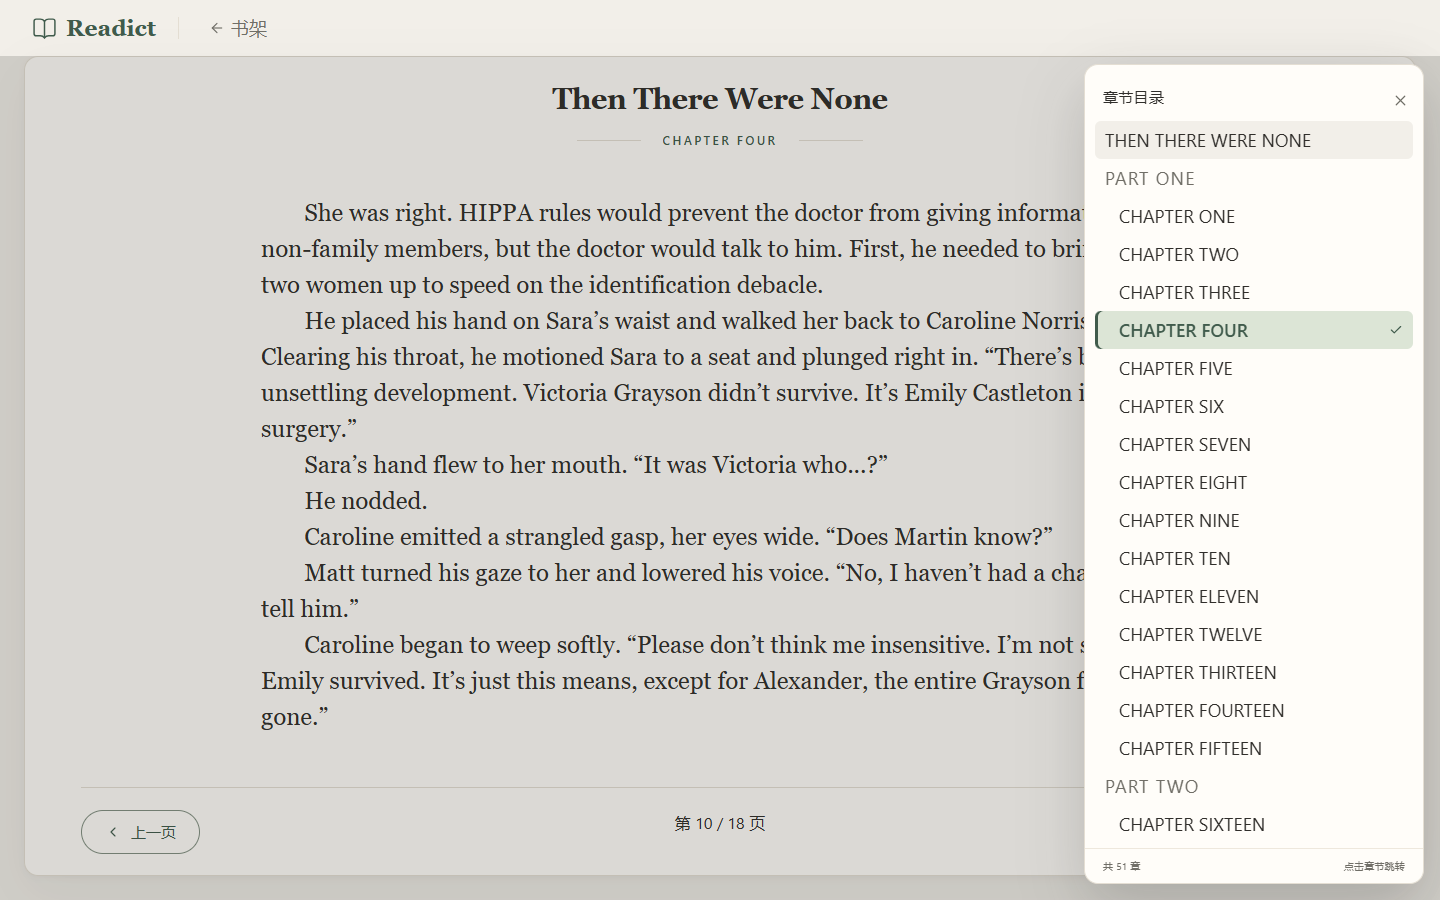 Readict
书架
Then There Were None
CHAPTER FOUR
She was right. HIPPA rules would prevent the doctor from giving
non-family members, but the doctor would talk to him. First, he needed to
two women up to speed on the identification debacle.
He placed his hand on Sara’s waist and walked her back to Caroline
Clearing his throat, he motioned Sara to a seat and plunged right in. “There’s
unsettling development. Victoria Grayson didn’t survive. It’s Emily Castleton
surgery.”
Sara’s hand flew to her mouth. “It was Victoria who...?”
He nodded.
Caroline emitted a strangled gasp, her eyes wide. “Does Martin know?”
Matt turned his gaze to her and lowered his voice. “No, I haven’t had a
tell him.”
Caroline began to weep softly. “Please don’t think me insensitive. I’m not
Emily survived. It’s just this means, except for Alexander, the entire Grayson
gone.”
上一页
第 10 / 18 页
章节目录
THEN THERE WERE NONE
PART ONE
CHAPTER ONE
CHAPTER TWO
CHAPTER THREE
CHAPTER FOUR
CHAPTER FIVE
CHAPTER SIX
CHAPTER SEVEN
CHAPTER EIGHT
CHAPTER NINE
CHAPTER TEN
CHAPTER ELEVEN
CHAPTER TWELVE
CHAPTER THIRTEEN
CHAPTER FOURTEEN
CHAPTER FIFTEEN
PART TWO
CHAPTER SIXTEEN
共 51 章
点击章节跳转